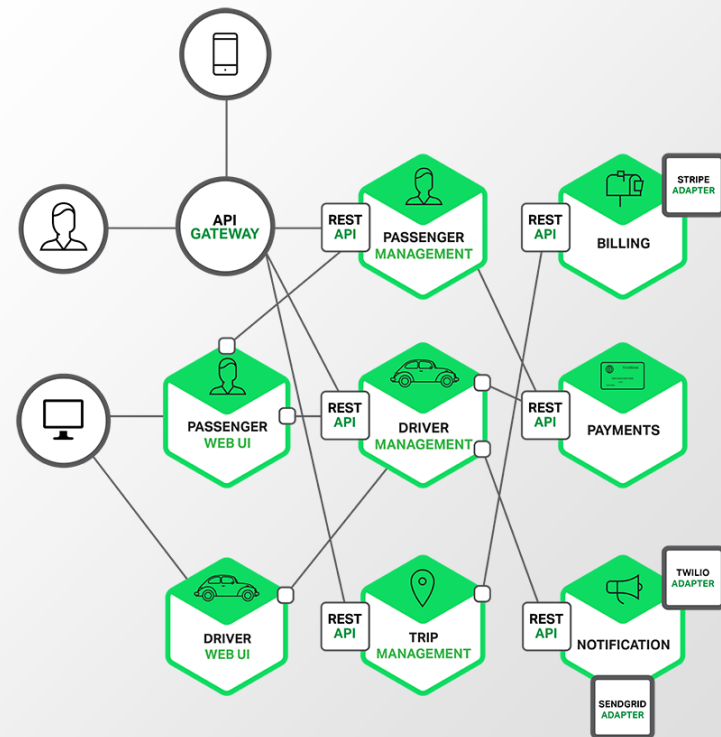 API
GATEWAY
REST
API
PASSENGER
MANAGEMENT
REST
API
BILLING
STRIPE
ADAPTER
PASSENGER
WEB UI
REST
API
DRIVER
MANAGEMENT
REST
API
PAYMENTS
DRIVER
WEB UI
REST
API
TRIP
MANAGEMENT
REST
API
NOTIFICATION
TWILIO
ADAPTER
SENDGRID
ADAPTER